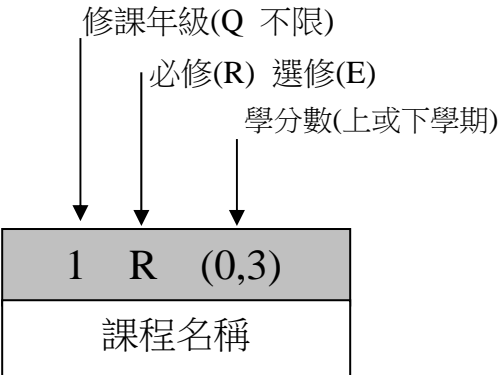 修課年級(Q 不限)
必修(R) 選修(E)
學分數(上或下學期)
1 R (0,3)
課程名稱